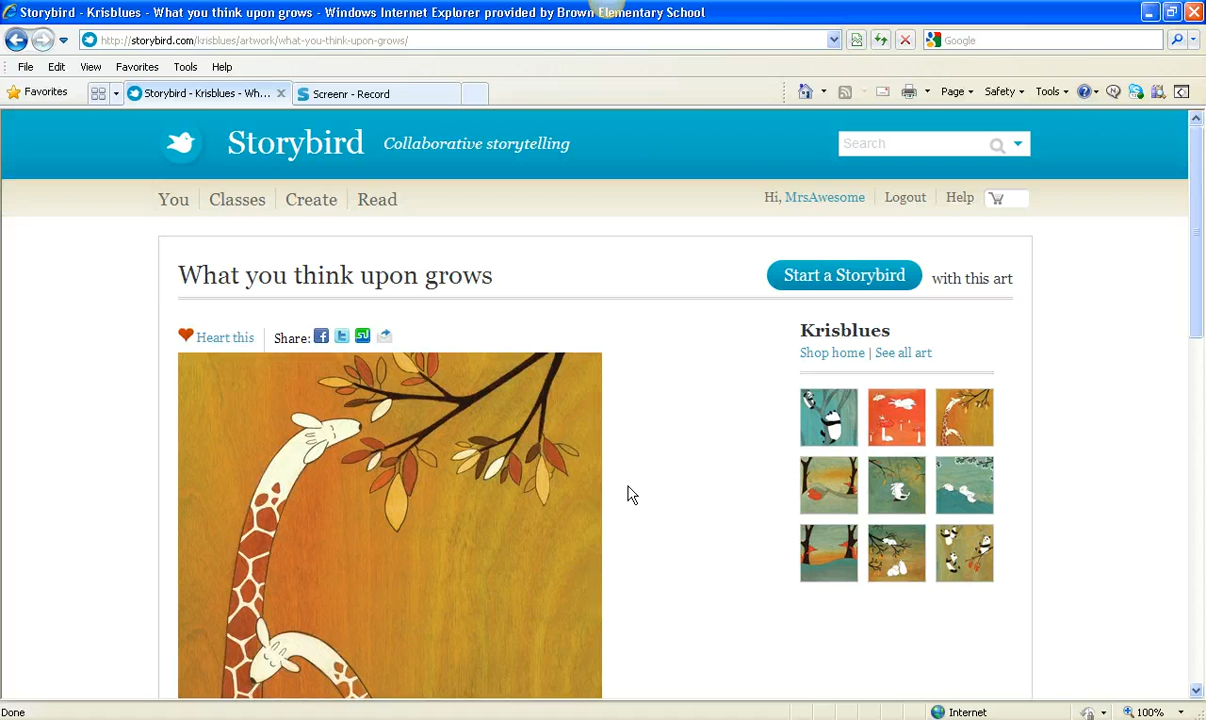 Storybird - Krisblues - What you think upon grows - Windows Internet Explorer provided by Brown Elementary School
http://storybird.com/krisblues/artwork/what-you-think-upon-grows/
Google
File Edit View Favorites Tools Help
Favorites
Storybird - Krisblues - Wh...
Screenr - Record
Page
Safety
Tools
Storybird
Collaborative storytelling
Search
You
Classes
Create
Read
Hi, MrsAwesome
Logout
Help
What you think upon grows
Start a Storybird with this art
Heart this
Share:
Krisblues
Shop home | See all art
Done
Internet
100%